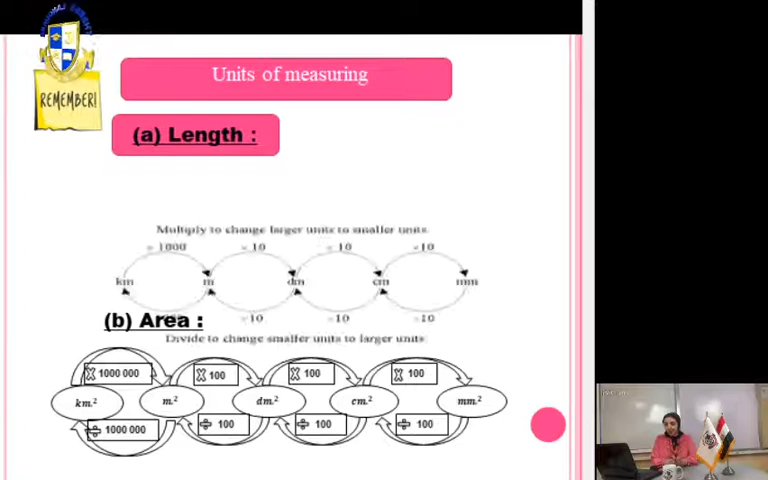 REMEMBER!
Units of measuring
(a) Length :
Multiply to change larger units to smaller units
× 1000 × 10 × 10 × 10
km m dm cm mm
÷ 10 ÷ 10 ÷ 10
(b) Area :
Divide to change smaller units to larger units
X 1000 000 X 100 X 100 X 100
km.² m.² dm.² cm.² mm.²
÷ 1000 000 ÷ 100 ÷ 100 ÷ 100